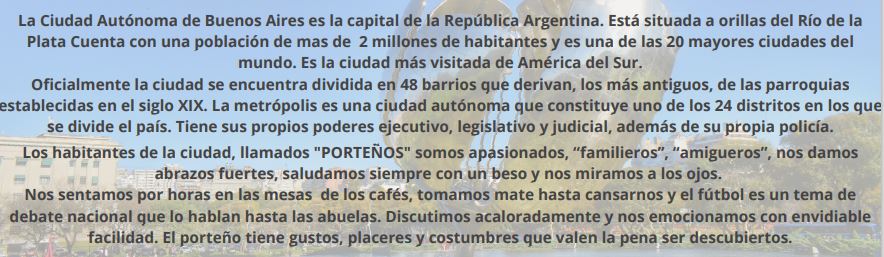 La Ciudad Autónoma de Buenos Aires es la capital de la República Argentina. Está situada a orillas del Río de la
Plata Cuenta con una población de mas de 2 millones de habitantes y es una de las 20 mayores ciudades del
mundo. Es la ciudad más visitada de América del Sur.
Oficialmente la ciudad se encuentra dividida en 48 barrios que derivan, los más antiguos, de las parroquias
establecidas en el siglo XIX. La metrópolis es una ciudad autónoma que constituye uno de los 24 distritos en los que
se divide el país. Tiene sus propios poderes ejecutivo, legislativo y judicial, además de su propia policía.
Los habitantes de la ciudad, llamados "PORTEÑOS" somos apasionados, “familieros”, “amigueros”, nos damos
abrazos fuertes, saludamos siempre con un beso y nos miramos a los ojos.
Nos sentamos por horas en las mesas de los cafés, tomamos mate hasta cansarnos y el fútbol es un tema de
debate nacional que lo hablan hasta las abuelas. Discutimos acaloradamente y nos emocionamos con envidiable
facilidad. El porteño tiene gustos, placeres y costumbres que valen la pena ser descubiertos.